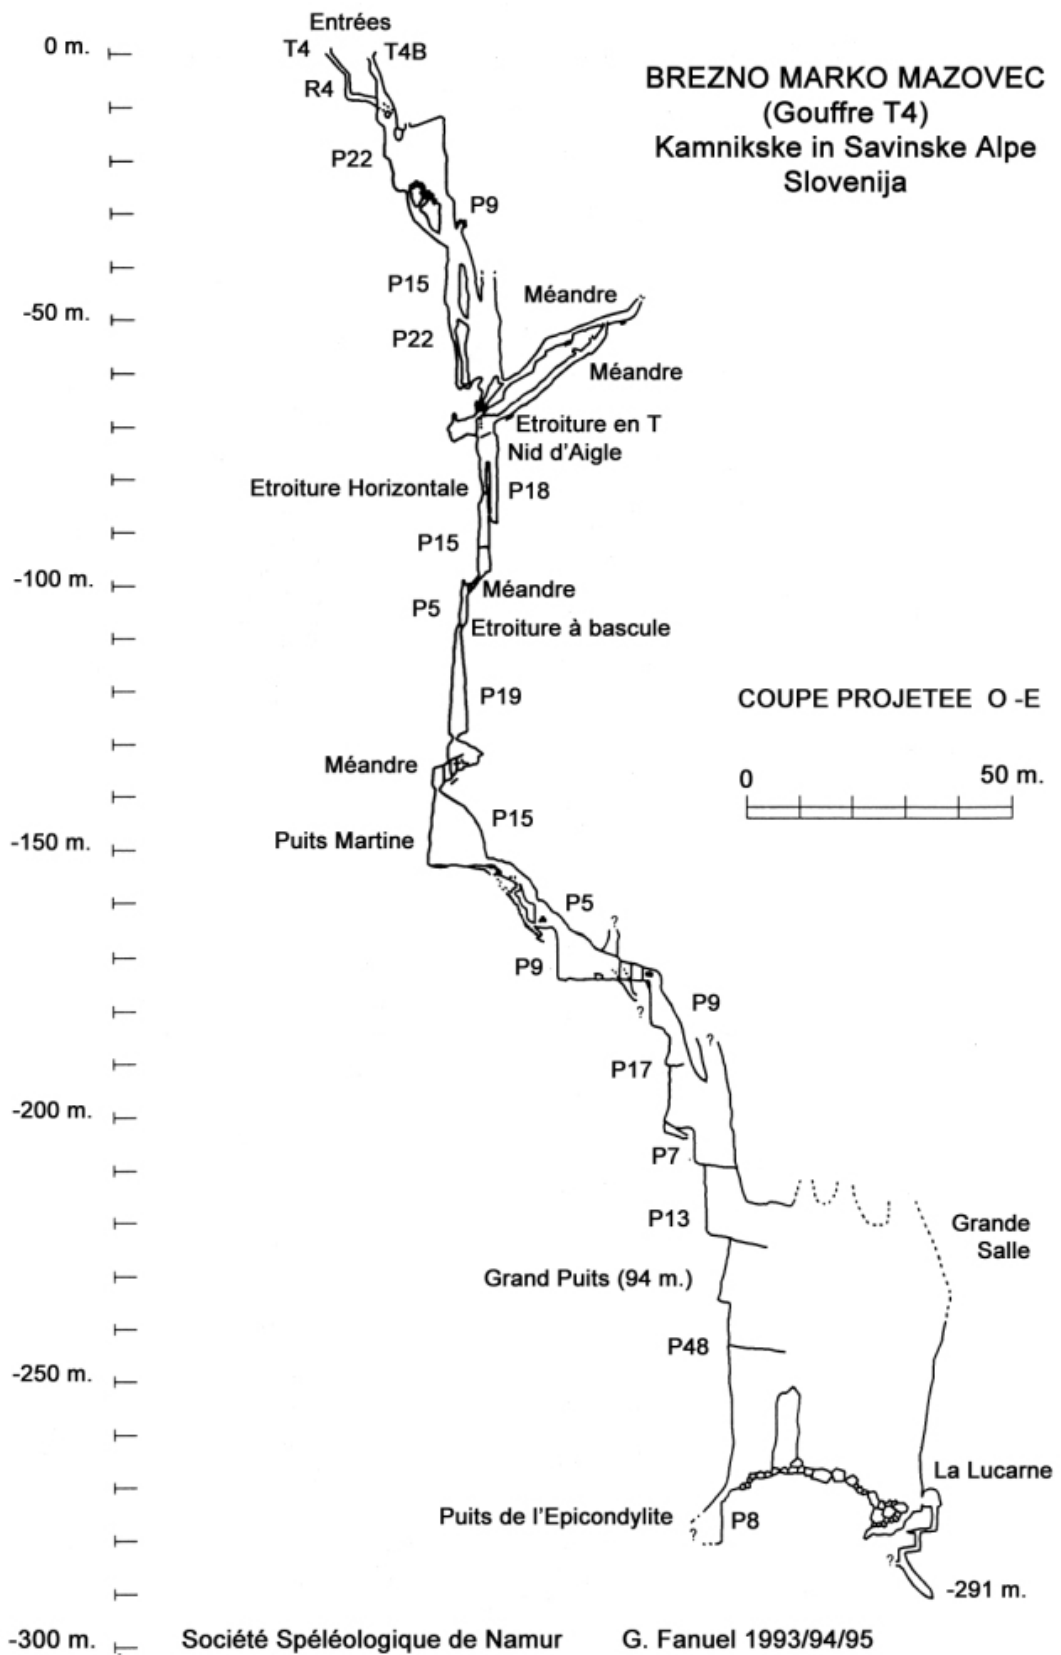 Entrées
0 m.
T4
T4B
BREZNO MARKO MAZOVEC
(Gouffre T4)
Kamnikske in Savinske Alpe
Slovenija
R4
P22
P9
P15
Méandre
-50 m.
P22
Méandre
Etroiture en T
Nid d'Aigle
Etroiture Horizontale
P18
P15
-100 m.
Méandre
P5
Etroiture à bascule
P19
COUPE PROJETEE O -E
0
50 m.
Méandre
P15
Puits Martine
-150 m.
P5
?
P9
?
P9
?
P17
-200 m.
P7
P13
Grande
Salle
Grand Puits (94 m.)
P48
-250 m.
La Lucarne
Puits de l'Epicondylite
P8
?
?
-291 m.
-300 m.
Société Spéléologique de Namur
G. Fanuel 1993/94/95